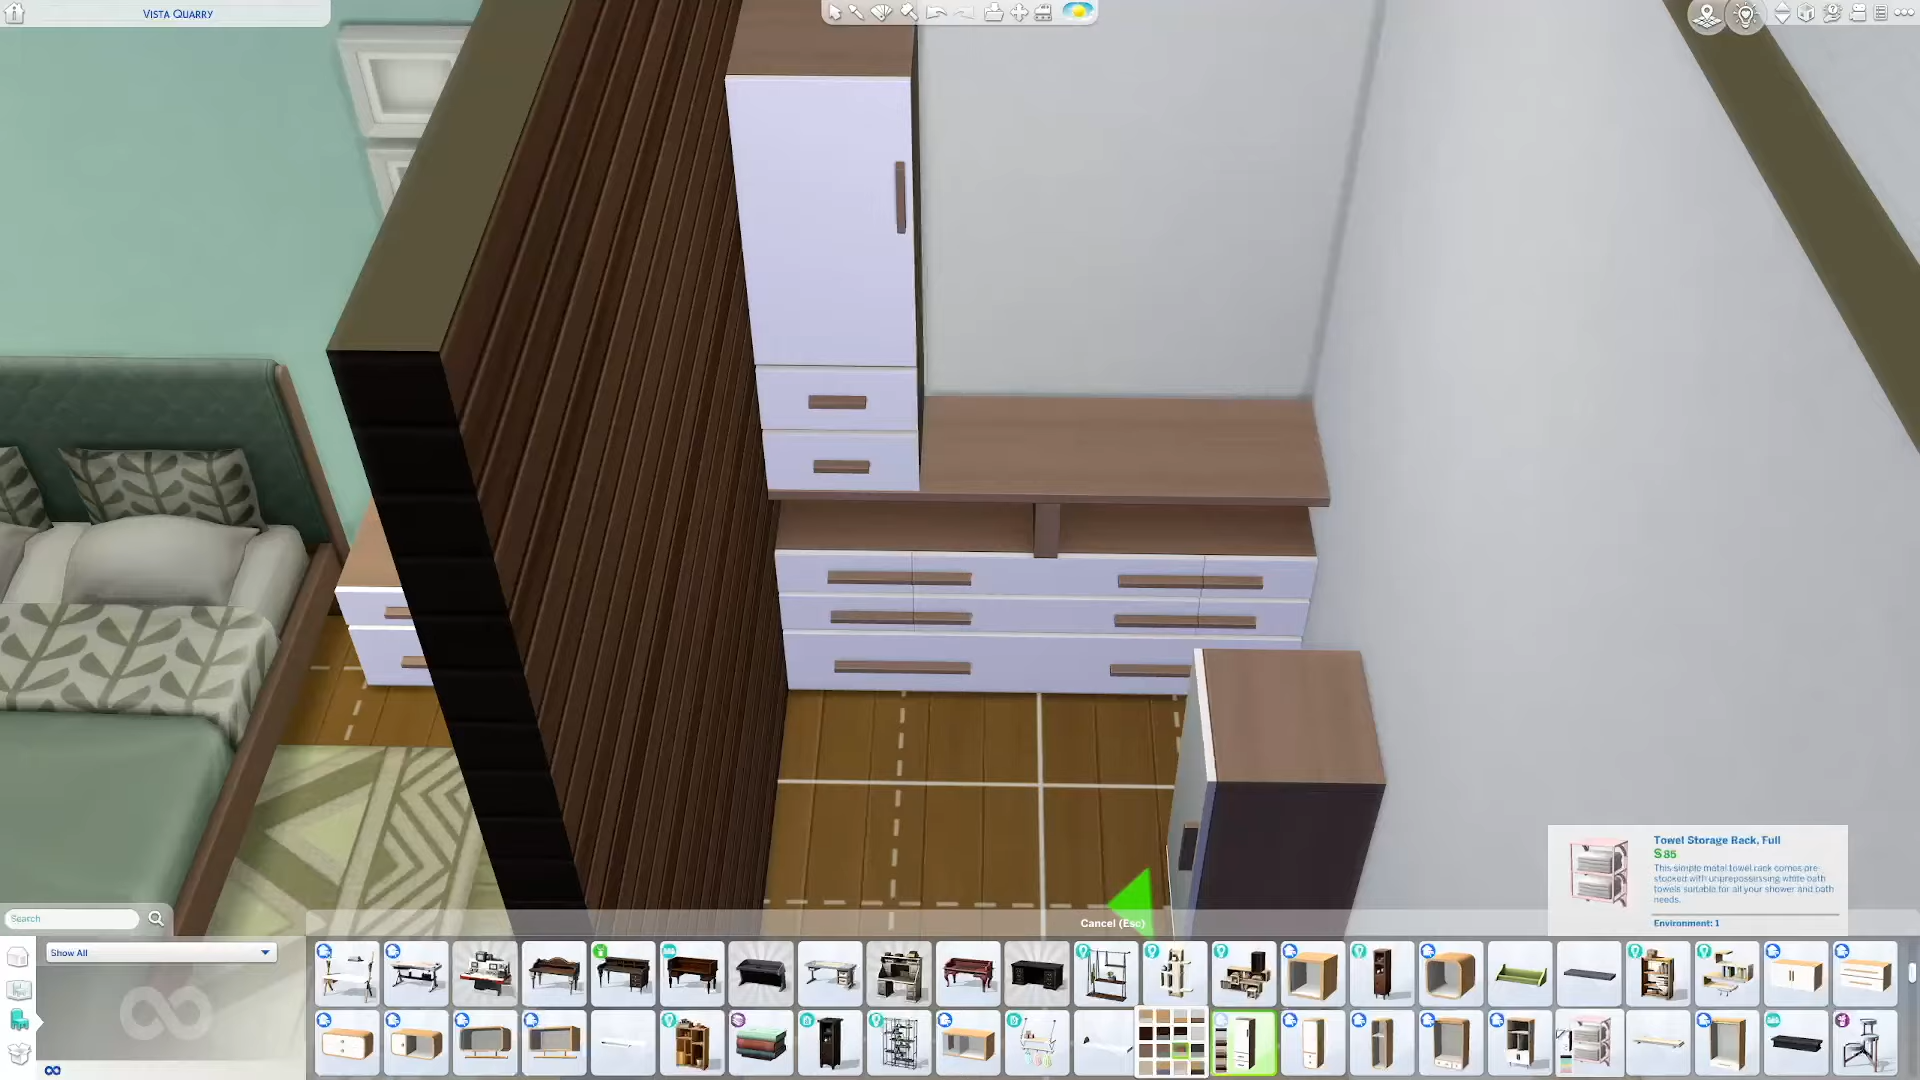 Vista Quarry
Cancel (Esc)
Towel Storage Rack, Full
§85
This simple metal towel rack comes pre
stocked with unprepossessing white bath
towels suitable for all your shower and bath
needs.
Environment: 1
Search
Show All